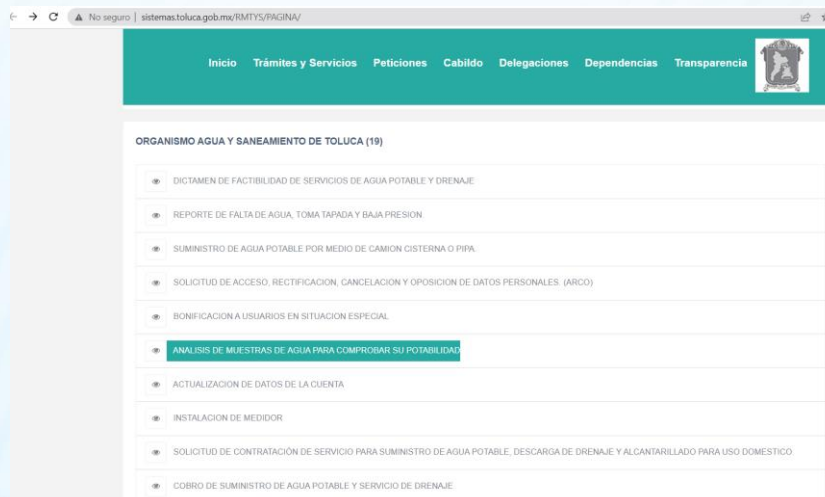 No seguro | sistemas.toluca.gob.mx/RMTYS/PAGINA/
Inicio Trámites y Servicios Peticiones Cabildo Delegaciones Dependencias Transparencia
ORGANISMO AGUA Y SANEAMIENTO DE TOLUCA (19)
DICTAMEN DE FACTIBILIDAD DE SERVICIOS DE AGUA POTABLE Y DRENAJE
REPORTE DE FALTA DE AGUA, TOMA TAPADA Y BAJA PRESION.
SUMINISTRO DE AGUA POTABLE POR MEDIO DE CAMION CISTERNA O PIPA.
SOLICITUD DE ACCESO, RECTIFICACION, CANCELACION Y OPOSICION DE DATOS PERSONALES. (ARCO)
BONIFICACION A USUARIOS EN SITUACION ESPECIAL
ANALISIS DE MUESTRAS DE AGUA PARA COMPROBAR SU POTABILIDAD
ACTUALIZACION DE DATOS DE LA CUENTA
INSTALACION DE MEDIDOR
SOLICITUD DE CONTRATACIÓN DE SERVICIO PARA SUMINISTRO DE AGUA POTABLE, DESCARGA DE DRENAJE Y ALCANTARILLADO PARA USO DOMESTICO.
COBRO DE SUMINISTRO DE AGUA POTABLE Y SERVICIO DE DRENAJE